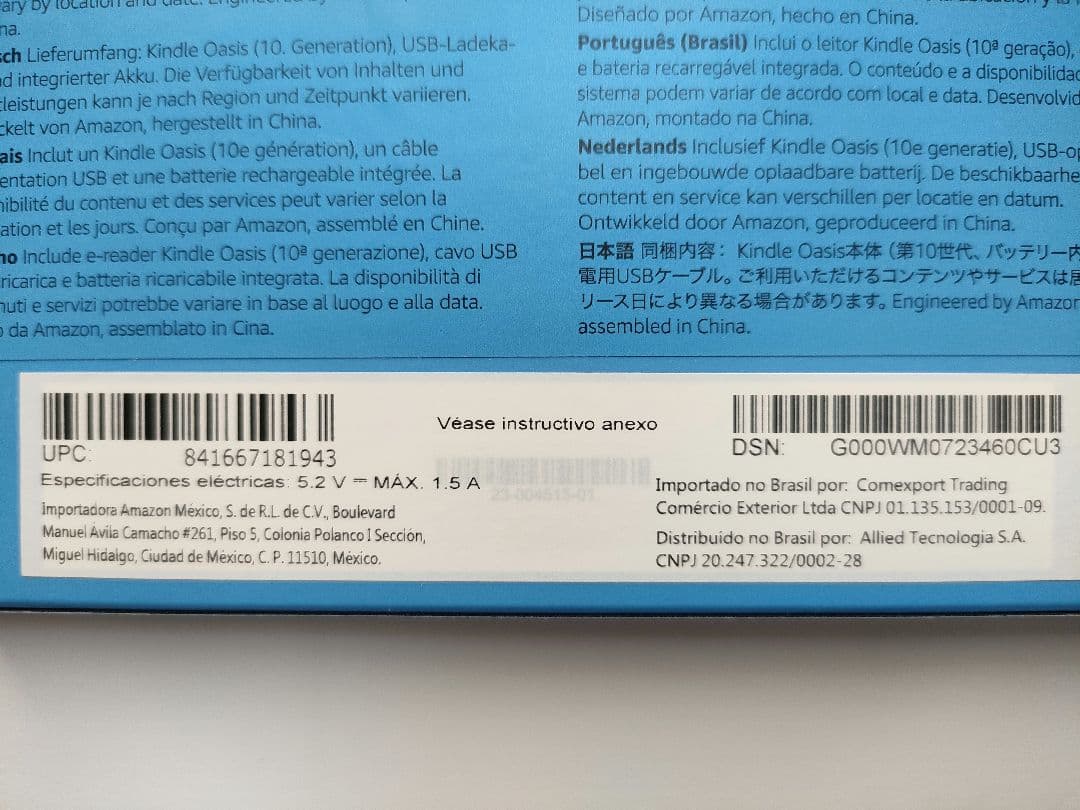 na.
Lieferumfang: Kindle Oasis (10. Generation), USB-Ladeka-
integrierter Akku. Die Verfügbarkeit von Inhalten und
leistungen kann je nach Region und Zeitpunkt variieren.
ckelt von Amazon, hergestellt in China.
ais Inclut un Kindle Oasis (10e génération), un câble
entation USB et une batterie rechargeable intégrée. La
nibilité du contenu et des services peut varier selon la
ation et les jours. Conçu par Amazon, assemblé en Chine.
no Include e-reader Kindle Oasis (10ª generazione), cavo USB
ricarica e batteria ricaricabile integrata. La disponibilità di
nuti e servizi potrebbe variare in base al luogo e alla data.
o da Amazon, assemblato in Cina.
Diseñado por Amazon, hecho en China.
Português (Brasil) Inclui o leitor Kindle Oasis (10ª geração),
e bateria recarregável integrada. O conteúdo e a disponibilidad
sistema podem variar de acordo com local e data. Desenvolvid
Amazon, montado na China.
Nederlands Inclusief Kindle Oasis (10e generatie), USB-op
bel en ingebouwde oplaadbare batterij. De beschikbaarhe
content en service kan verschillen per locatie en datum.
Ontwikkeld door Amazon, geproduceerd in China.
日本語 同梱内容： Kindle Oasis本体（第10世代、バッテリー内
電用USBケーブル。ご利用いただけるコンテンツやサービスは居
リース日により異なる場合があります。Engineered by Amazon
assembled in China.
UPC: 841667181943
Especificaciones eléctricas: 5.2 V ⎓ MÁX. 1.5 A
Importadora Amazon México, S. de R.L. de C.V., Boulevard
Manuel Ávila Camacho #261, Piso 5, Colonia Polanco I Sección,
Miguel Hidalgo, Ciudad de México, C. P. 11510, México.
Véase instructivo anexo
23-004515-01
DSN: G000WM0723460CU3
Importado no Brasil por: Comexport Trading
Comércio Exterior Ltda CNPJ 01.135.153/0001-09.
Distribuido no Brasil por: Allied Tecnologia S.A.
CNPJ 20.247.322/0002-28